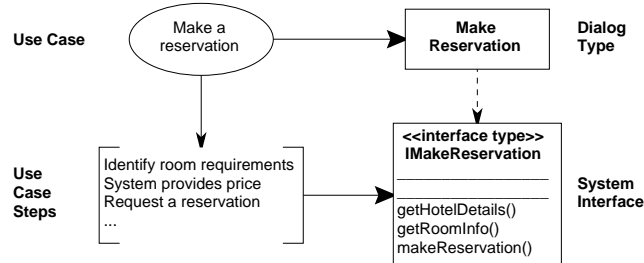 Use Case
Make a
reservation
Make
Reservation
Dialog
Type
Use
Case
Steps
Identify room requirements
System provides price
Request a reservation
...
<<interface type>>
IMakeReservation
getHotelDetails()
getRoomInfo()
makeReservation()
System
Interface